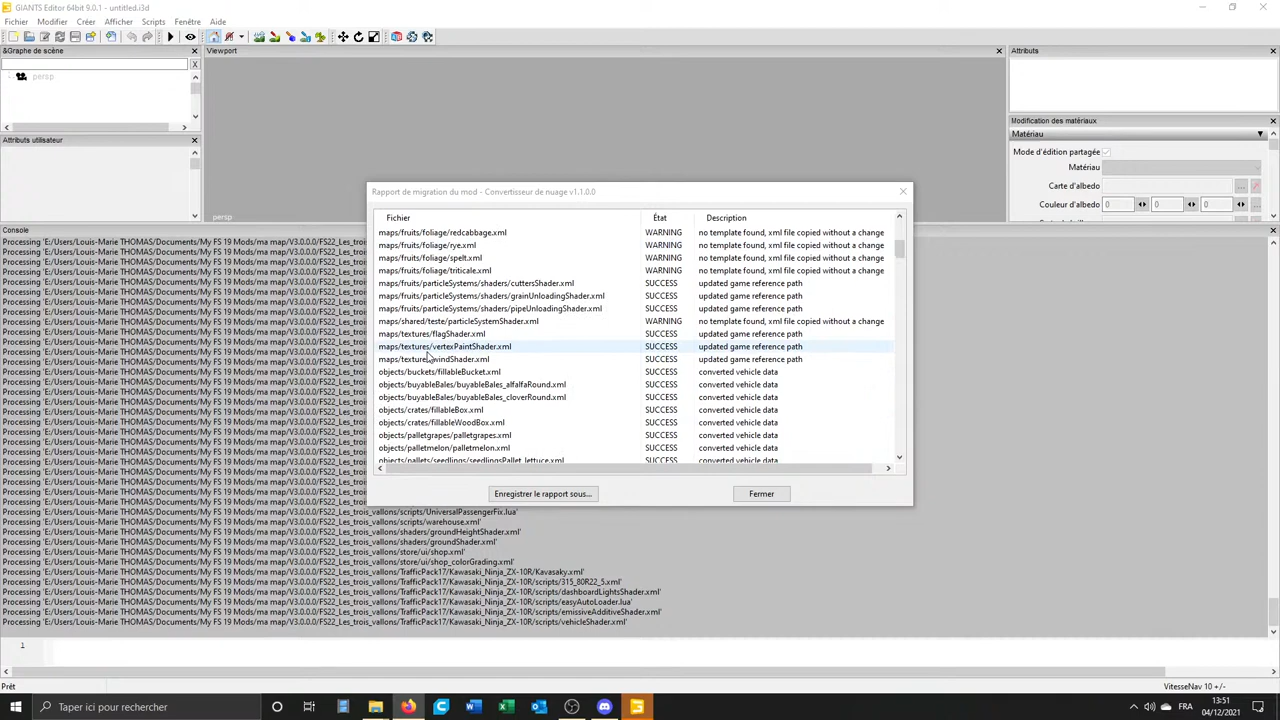 GIANTS Editor 64bit 9.0.1 - untitled.i3d
Fichier Modifier Créer Afficher Scripts Fenêtre Aide
&Graphe de scène
Viewport
Attributs
X
persp
Attributs utilisateur
persp
Modification des matériaux
Matériau
Mode d'édition partagée
Matériau
Carte d'albedo
Couleur d'albedo 0 0 0
Console
Rapport de migration du mod - Convertisseur de nuage v1.1.0.0
Fichier État Description
maps/fruits/foliage/redcabbage.xml WARNING no template found, xml file copied without a change
maps/fruits/foliage/rye.xml WARNING no template found, xml file copied without a change
maps/fruits/foliage/spelt.xml WARNING no template found, xml file copied without a change
maps/fruits/foliage/triticale.xml WARNING no template found, xml file copied without a change
maps/fruits/particleSystems/shaders/cuttersShader.xml SUCCESS updated game reference path
maps/fruits/particleSystems/shaders/grainUnloadingShader.xml SUCCESS updated game reference path
maps/fruits/particleSystems/shaders/pipeUnloadingShader.xml SUCCESS updated game reference path
maps/shared/teste/particleSystemShader.xml WARNING no template found, xml file copied without a change
maps/textures/flagShader.xml SUCCESS updated game reference path
maps/textures/vertexPaintShader.xml SUCCESS updated game reference path
maps/textures/windShader.xml SUCCESS updated game reference path
objects/buckets/fillableBucket.xml SUCCESS converted vehicle data
objects/buyableBales/buyableBales_alfalfaRound.xml SUCCESS converted vehicle data
objects/buyableBales/buyableBales_cloverRound.xml SUCCESS converted vehicle data
objects/crates/fillableBox.xml SUCCESS converted vehicle data
objects/crates/fillableWoodBox.xml SUCCESS converted vehicle data
objects/palletgrapes/palletgrapes.xml SUCCESS converted vehicle data
objects/palletmelon/palletmelon.xml SUCCESS converted vehicle data
objects/pallets/seedlings/seedlingsPallet_lettuce.xml SUCCESS converted vehicle data
Enregistrer le rapport sous... Fermer
Processing 'E:/Users/Louis-Marie THOMAS/Documents/My FS 19 Mods/ma map/V3.0.0.0/FS22_Les_trois_vallons/scripts/UniversalPassengerFix.lua'
Processing 'E:/Users/Louis-Marie THOMAS/Documents/My FS 19 Mods/ma map/V3.0.0.0/FS22_Les_trois_vallons/scripts/warehouse.xml'
Processing 'E:/Users/Louis-Marie THOMAS/Documents/My FS 19 Mods/ma map/V3.0.0.0/FS22_Les_trois_vallons/shaders/groundHeightShader.xml'
Processing 'E:/Users/Louis-Marie THOMAS/Documents/My FS 19 Mods/ma map/V3.0.0.0/FS22_Les_trois_vallons/shaders/groundShader.xml'
Processing 'E:/Users/Louis-Marie THOMAS/Documents/My FS 19 Mods/ma map/V3.0.0.0/FS22_Les_trois_vallons/store/ui/shop.xml'
Processing 'E:/Users/Louis-Marie THOMAS/Documents/My FS 19 Mods/ma map/V3.0.0.0/FS22_Les_trois_vallons/store/ui/shop_colorGrading.xml'
Processing 'E:/Users/Louis-Marie THOMAS/Documents/My FS 19 Mods/ma map/V3.0.0.0/FS22_Les_trois_vallons/TrafficPack17/Kawasaki_Ninja_ZX-10R/Kavasaky.xml'
Processing 'E:/Users/Louis-Marie THOMAS/Documents/My FS 19 Mods/ma map/V3.0.0.0/FS22_Les_trois_vallons/TrafficPack17/Kawasaki_Ninja_ZX-10R/scripts/315_80R22_5.xml'
Processing 'E:/Users/Louis-Marie THOMAS/Documents/My FS 19 Mods/ma map/V3.0.0.0/FS22_Les_trois_vallons/TrafficPack17/Kawasaki_Ninja_ZX-10R/scripts/dashboardLightsShader.xml'
Processing 'E:/Users/Louis-Marie THOMAS/Documents/My FS 19 Mods/ma map/V3.0.0.0/FS22_Les_trois_vallons/TrafficPack17/Kawasaki_Ninja_ZX-10R/scripts/easyAutoLoader.lua'
Processing 'E:/Users/Louis-Marie THOMAS/Documents/My FS 19 Mods/ma map/V3.0.0.0/FS22_Les_trois_vallons/TrafficPack17/Kawasaki_Ninja_ZX-10R/scripts/emissiveAdditiveShader.xml'
Processing 'E:/Users/Louis-Marie THOMAS/Documents/My FS 19 Mods/ma map/V3.0.0.0/FS22_Les_trois_vallons/TrafficPack17/Kawasaki_Ninja_ZX-10R/scripts/vehicleShader.xml'
1
Prêt
VitesseNav 10 +/-
Taper ici pour rechercher
FRA
13:51
04/12/2021